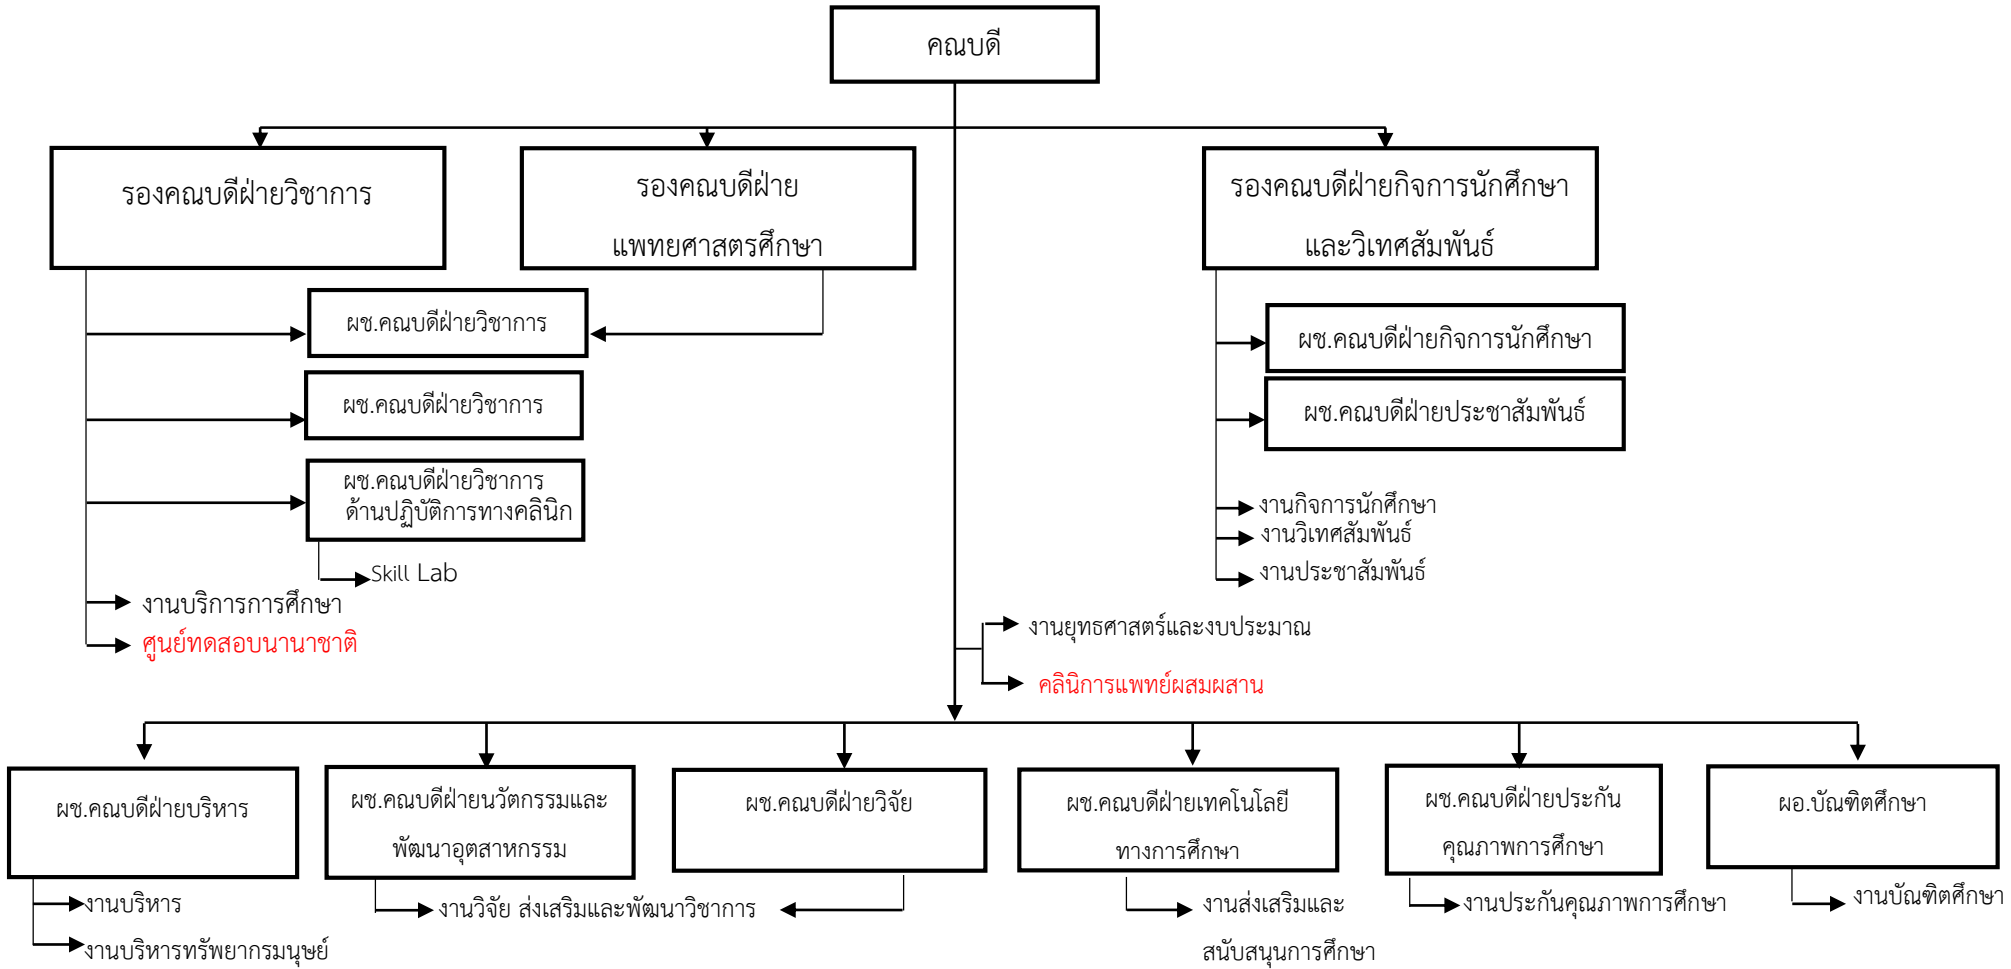 คณบดี
รองคณบดีฝ่ายวิชาการ
รองคณบดีฝ่าย
แพทยศาสตรศึกษา
รองคณบดีฝ่ายกิจการนักศึกษา
และวิเทศสัมพันธ์
ผช.คณบดีฝ่ายวิชาการ
ผช.คณบดีฝ่ายวิชาการ
ผช.คณบดีฝ่ายวิชาการ
ด้านปฏิบัติการทางคลินิก
Skill Lab
งานบริการการศึกษา
ศูนย์ทดสอบนานาชาติ
ผช.คณบดีฝ่ายกิจการนักศึกษา
ผช.คณบดีฝ่ายประชาสัมพันธ์
งานกิจการนักศึกษา
งานวิเทศสัมพันธ์
งานประชาสัมพันธ์
งานยุทธศาสตร์และงบประมาณ
คลินิการแพทย์ผสมผสาน
ผช.คณบดีฝ่ายบริหาร
งานบริหาร
งานบริหารทรัพยากรมนุษย์
ผช.คณบดีฝ่ายนวัตกรรมและ
พัฒนาอุตสาหกรรม
ผช.คณบดีฝ่ายวิจัย
งานวิจัย ส่งเสริมและพัฒนาวิชาการ
ผช.คณบดีฝ่ายเทคโนโลยี
ทางการศึกษา
งานส่งเสริมและ
สนับสนุนการศึกษา
ผช.คณบดีฝ่ายประกัน
คุณภาพการศึกษา
งานประกันคุณภาพการศึกษา
ผอ.บัณฑิตศึกษา
งานบัณฑิตศึกษา